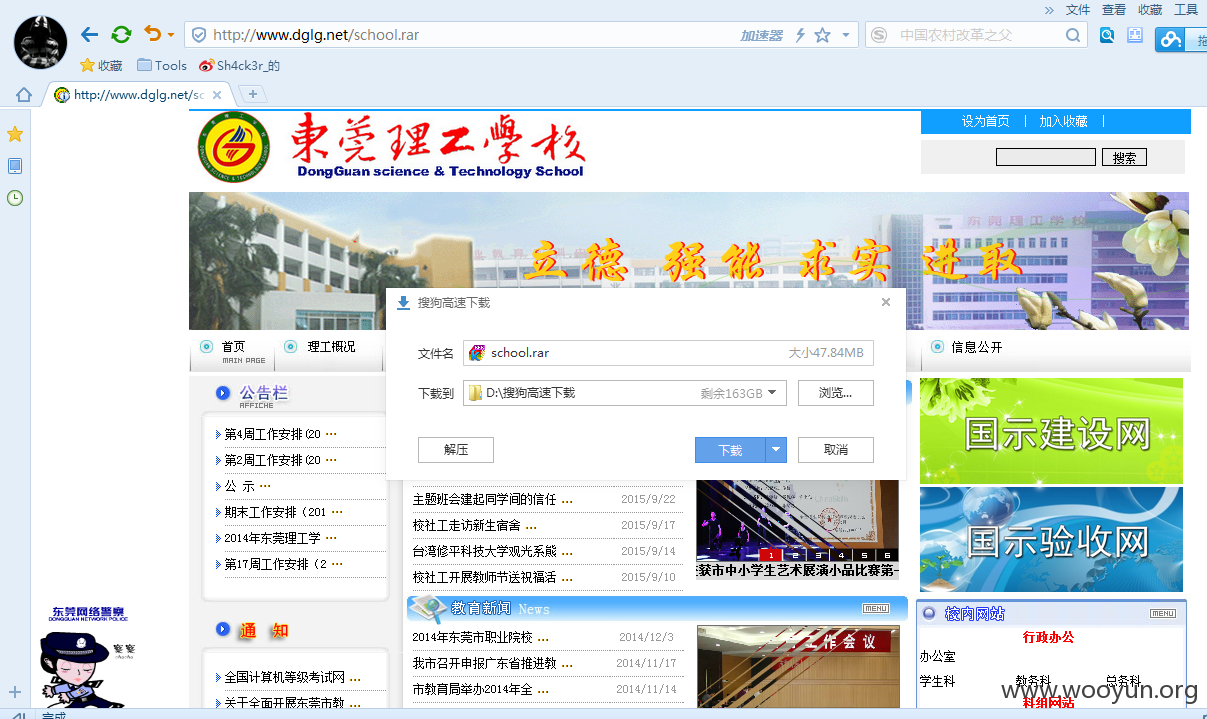 » 文件 查看 收藏 工具
http://www.dglg.net/school.rar 加速器 中国农村改革之父
收藏 Tools Sh4ck3r_的
http://www.dglg.net/sc
東莞理工學校
DongGuan science & Technology School
设为首页 | 加入收藏 |
搜索
东莞理工学校
立德 强能 求实 进取
首页
MAIN PAGE
理工概况
信息公开
搜狗高速下载
文件名 school.rar 大小47.84MB
下载到 D:\搜狗高速下载 剩余163GB 浏览...
解压 下载 取消
公告栏
AFFICHE
第4周工作安排(20 ...
第2周工作安排(20 ...
公 示 ...
期末工作安排（201 ...
2014年东莞理工学 ...
第17周工作安排（2 ...
通 知
全国计算机等级考试网 ...
关于全面开展东莞市教 ...
主题班会建起同学间的信任 ... 2015/9/22
校社工走访新生宿舍 ... 2015/9/17
台湾修平科技大学观光系熊 ... 2015/9/14
校社工开展教师节送祝福活 ... 2015/9/10
1 2 3 4 5 6
获市中小学生艺术展演小品比赛第一
教育新闻 News MENU
2014年东莞市职业院校 ... 2014/12/3
我市召开申报广东省推进教 ... 2014/11/17
市教育局举办2014年全 ... 2014/11/14
工作会议
国示建设网
国示验收网
校内网站 MENU
行政办公
办公室
学生科 教务科 总务科
科组网站
东莞网络警察
DONGGUAN NETWORK POLICE
察察
chacha
www.wooyun.org
完成